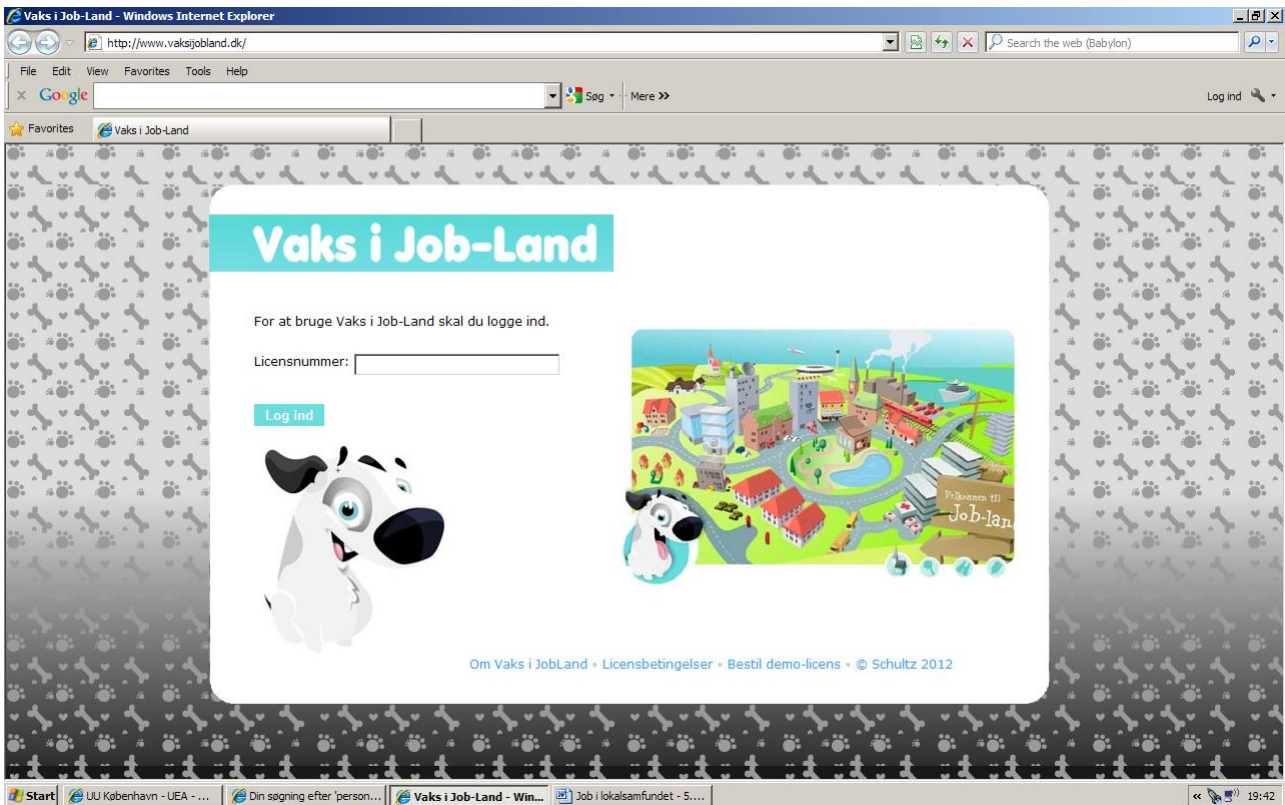 Vaks i Job-Land - Windows Internet Explorer
http://www.vaksijobland.dk/
Search the web (Babylon)
File Edit View Favorites Tools Help
x Google Søg Mere >> Log ind
Favorites Vaks i Job-Land
Vaks i Job-Land
For at bruge Vaks i Job-Land skal du logge ind.
Licensnummer:
Log ind
Velkommen til
Job-lan
Om Vaks i JobLand • Licensbetingelser • Bestil demo-licens • © Schultz 2012
Start UU København - UEA - ... Din søgning efter 'person... Vaks i Job-Land - Win... Job i lokalsamfundet - 5.... « 19:42